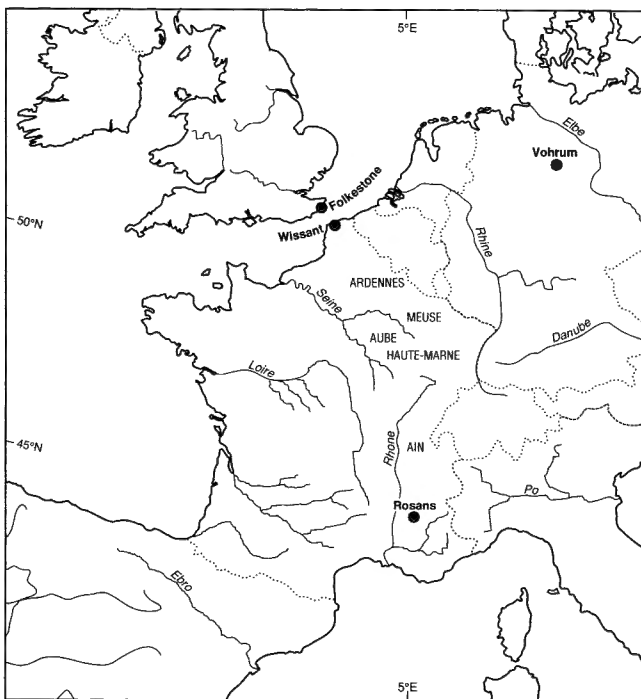 5°E
Elbe
Vohrum
Folkestone
50°N
Wissant
Rhine
ARDENNES
Seine
MEUSE
AUBE
Danube
HAUTE-MARNE
Loire
45°N
Rhone
AIN
Po
Rosans
Ebro
5°E